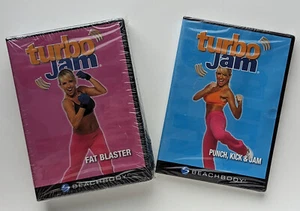 turbo
jam
FAT BLASTER
BEACHBODY
turbo
jam
PUNCH, KICK & JAM
BEACHBODY